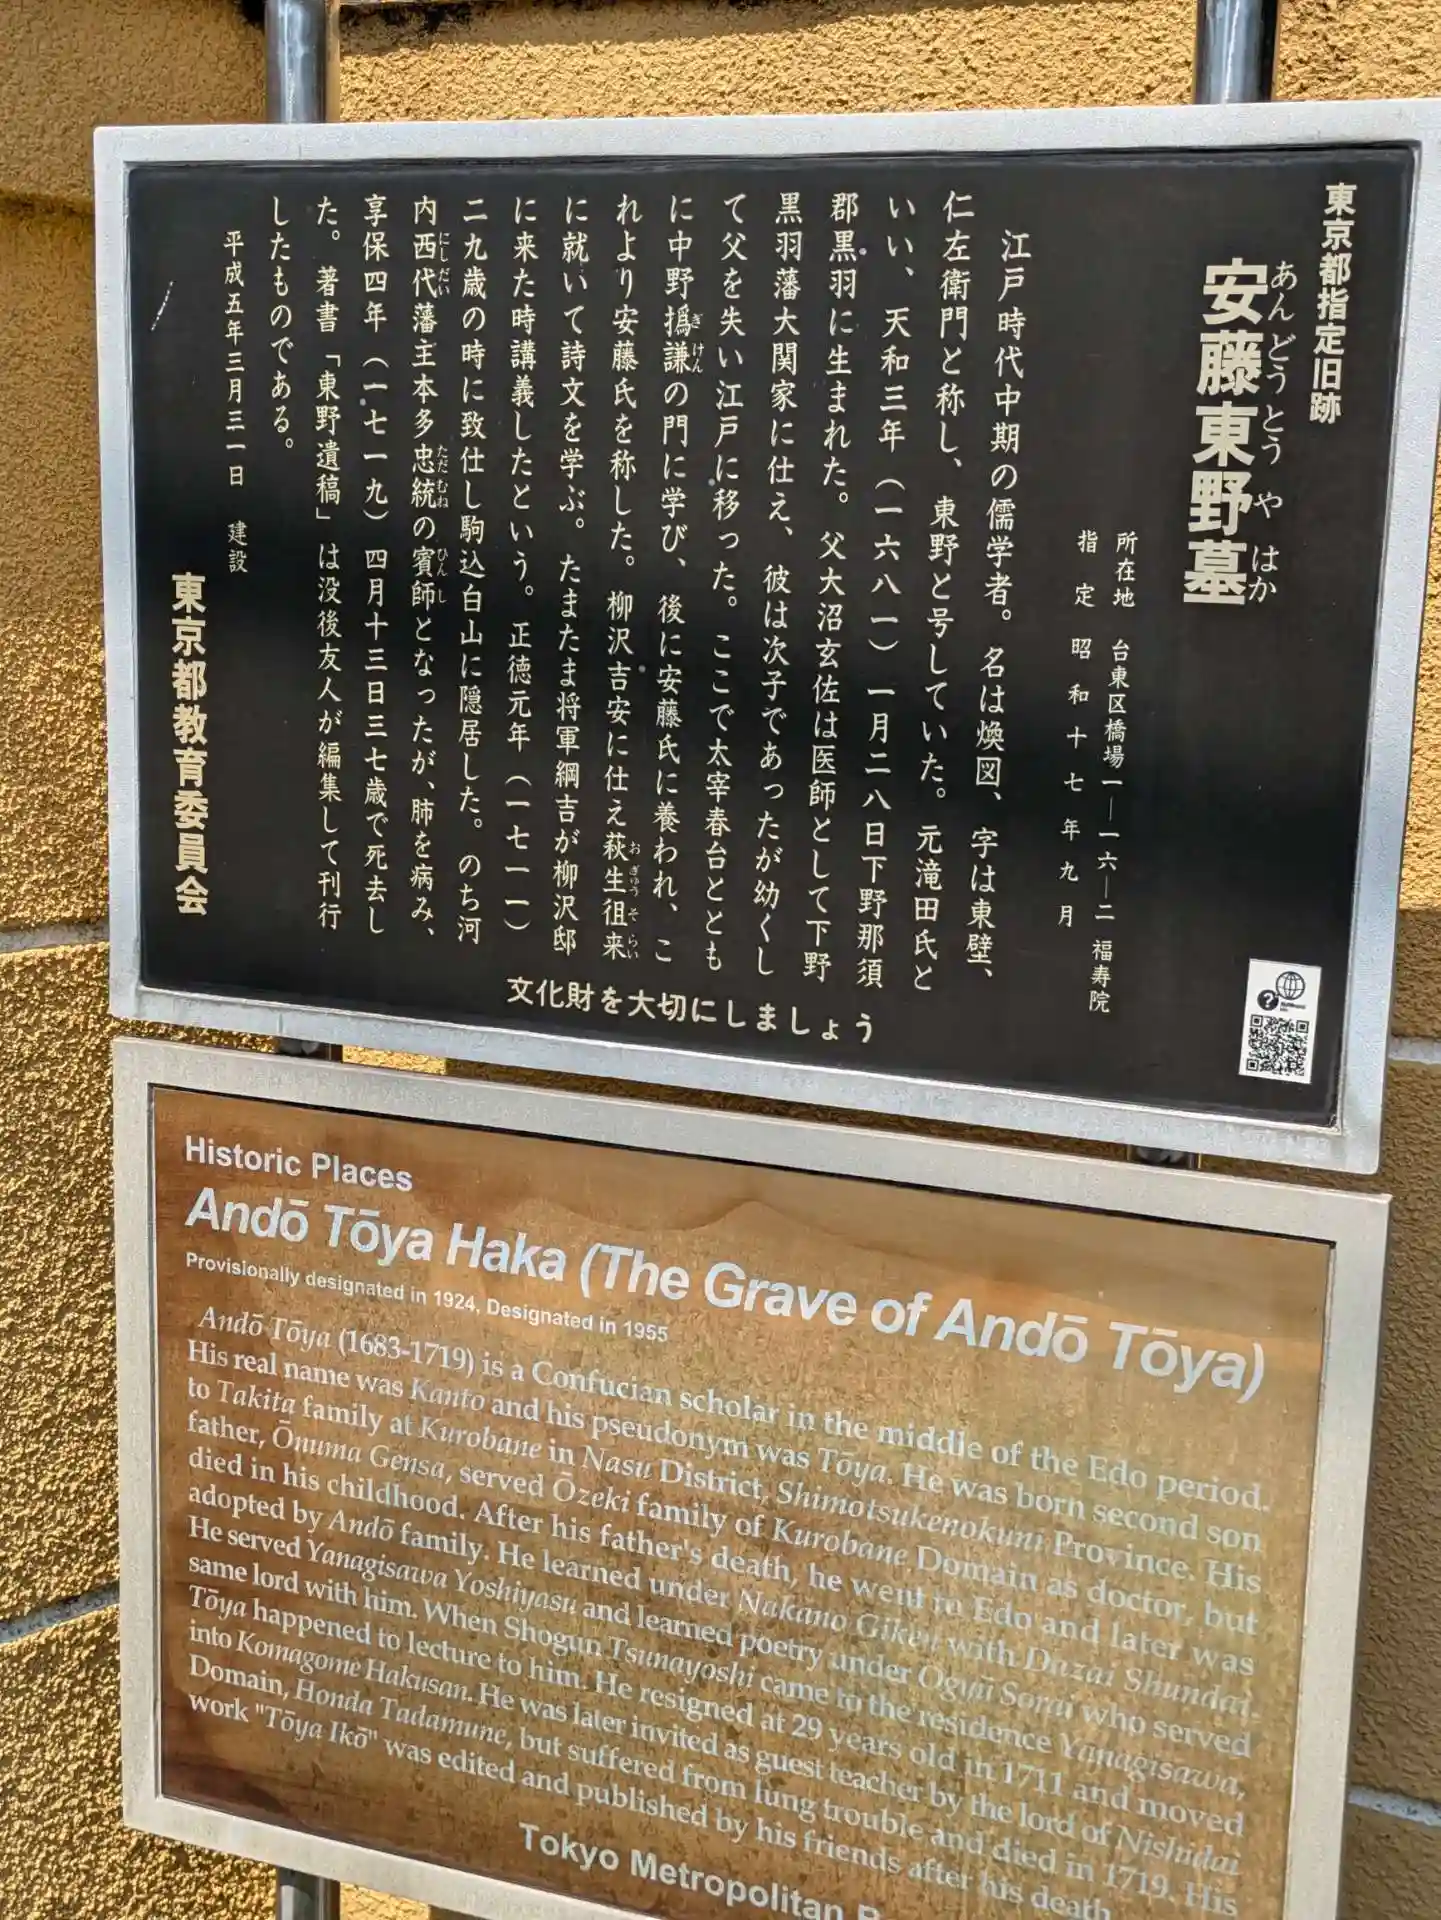 東京都指定旧跡
安藤東野墓
あんどうとうや はか
所在地 台東区橋場一―一六―二 福寿院
指定 昭和十七年九月
江戸時代中期の儒学者。名は煥図、字は東壁、
仁左衛門と称し、東野と号していた。元滝田氏と
いい、天和三年(一六八一)一月二八日下野那須
郡黒羽に生まれた。父大沼玄佐は医師として下野
黒羽藩大関家に仕え、彼は次子であったが幼くし
て父を失い江戸に移った。ここで太宰春台ととも
に中野撝謙の門に学び、後に安藤氏に養われ、こ
ぎけん
れより安藤氏を称した。柳沢吉安に仕え萩生徂来
おぎゅうそらい
に就いて詩文を学ぶ。たまたま将軍綱吉が柳沢邸
に来た時講義したという。正徳元年(一七一一)
二九歳の時に致仕し駒込白山に隠居した。のち河
内西代藩主本多忠統の賓師となったが、肺を病み、
にしだい ただむね ひんし
享保四年(一七一九)四月十三日三七歳で死去し
た。著書「東野遺稿」は没後友人が編集して刊行
したものである。
平成五年三月三一日 建設
東京都教育委員会
文化財を大切にしましょう
Historic Places
Andō Tōya Haka (The Grave of Andō Tōya)
Provisionally designated in 1924, Designated in 1955
Andō Tōya (1683-1719) is a Confucian scholar in the middle of the Edo period.
His real name was Kanto and his pseudonym was Tōya. He was born second son
to Takita family at Kurobane in Nasu District, Shimotsukenokuni Province. His
father, Ōnuma Gensa, served Ōzeki family of Kurobane Domain as doctor, but
died in his childhood. After his father's death, he went to Edo and later was
adopted by Andō family. He learned under Nakano Giken with Dazai Shundai.
He served Yanagisawa Yoshiyasu and learned poetry under Ogyū Sorai who served
same lord with him. When Shogun Tsunayoshi came to the residence Yanagisawa,
Tōya happened to lecture to him. He resigned at 29 years old in 1711 and moved
into Komagome Hakusan. He was later invited as guest teacher by the lord of Nishidai
Domain, Honda Tadamune, but suffered from lung trouble and died in 1719. His
work "Tōya Ikō" was edited and published by his friends after his death.
Tokyo Metropolitan